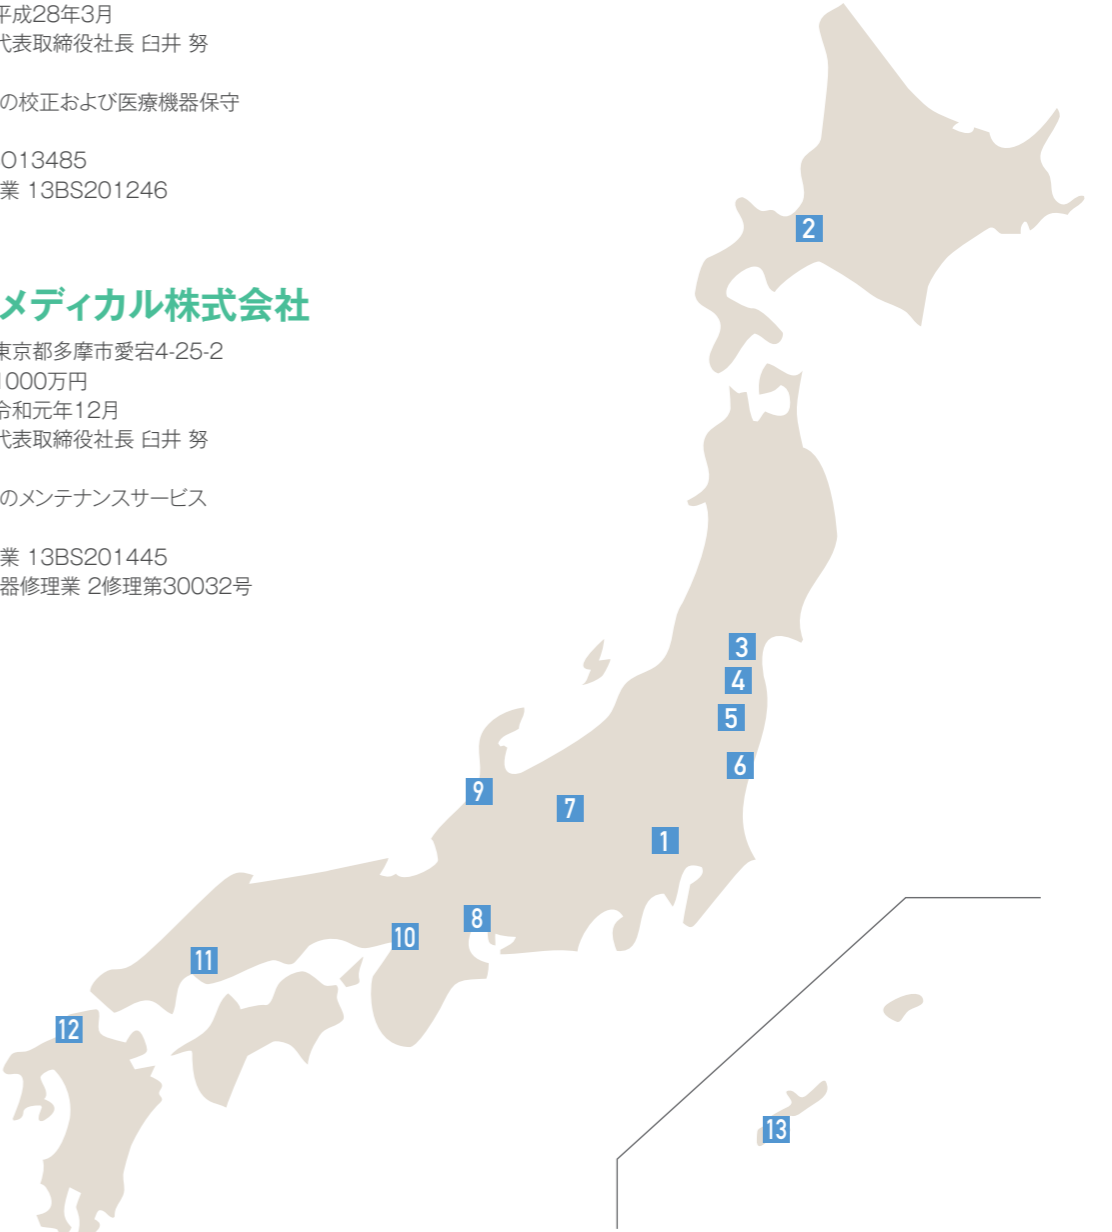 平成28年3月
代表取締役社長 臼井 努
の校正および医療機器保守
O13485
業 13BS201246
メディカル株式会社
東京都多摩市愛宕4-25-2
1000万円
令和元年12月
代表取締役社長 臼井 努
のメンテナンスサービス
業 13BS201445
器修理業 2修理第30032号
2
3
4
5
6
9
7
1
8
10
11
12
13